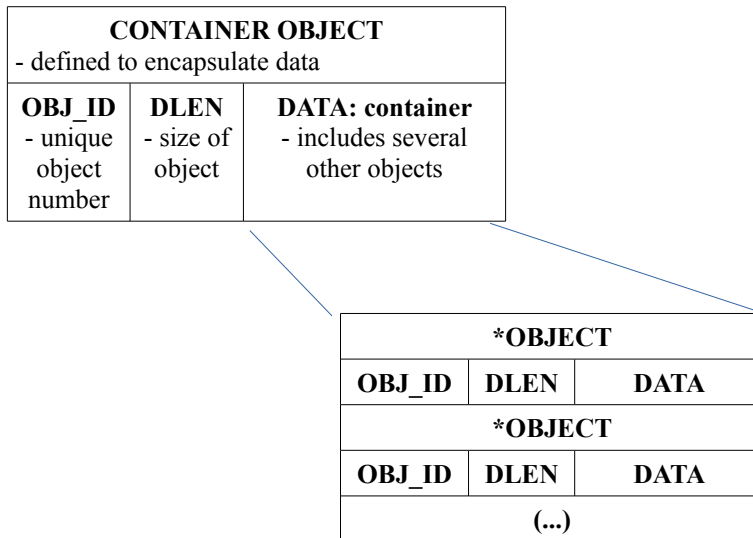 CONTAINER OBJECT
- defined to encapsulate data
OBJ_ID DLEN DATA: container
- unique - size of - includes several
object object other objects
number
*OBJECT
OBJ_ID DLEN DATA
*OBJECT
OBJ_ID DLEN DATA
(...)